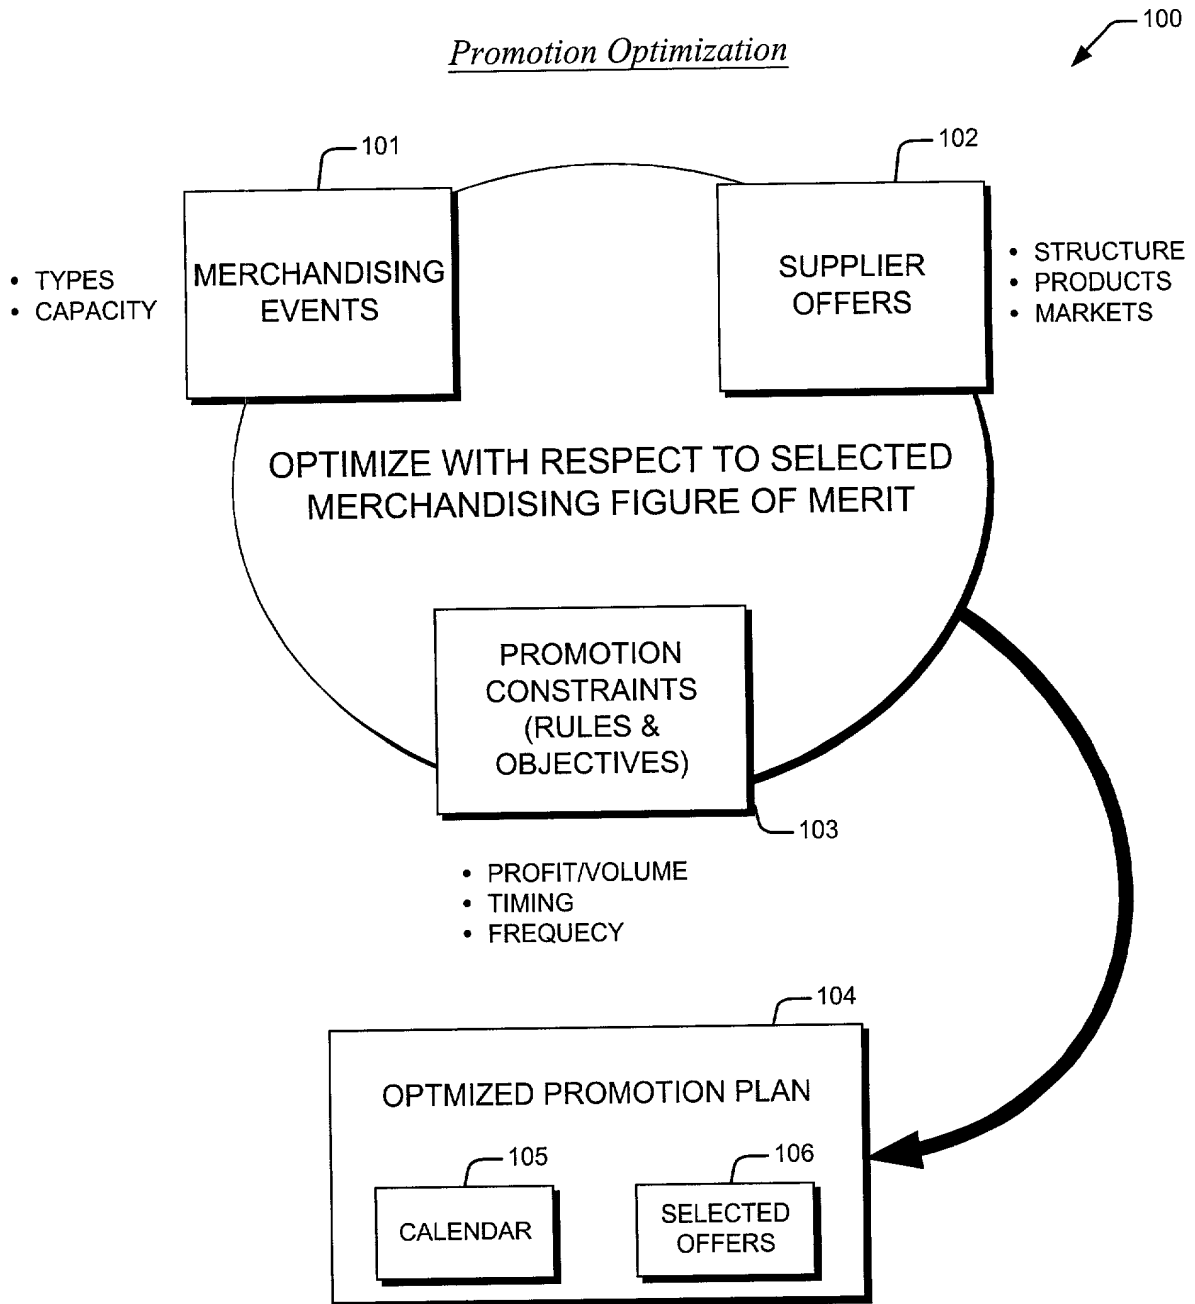 100
Promotion Optimization
101
102
MERCHANDISING
EVENTS
• TYPES
• CAPACITY
SUPPLIER
OFFERS
• STRUCTURE
• PRODUCTS
• MARKETS
OPTIMIZE WITH RESPECT TO SELECTED
MERCHANDISING FIGURE OF MERIT
PROMOTION
CONSTRAINTS
(RULES &
OBJECTIVES)
103
• PROFIT/VOLUME
• TIMING
• FREQUECY
104
OPTMIZED PROMOTION PLAN
105
106
CALENDAR
SELECTED
OFFERS